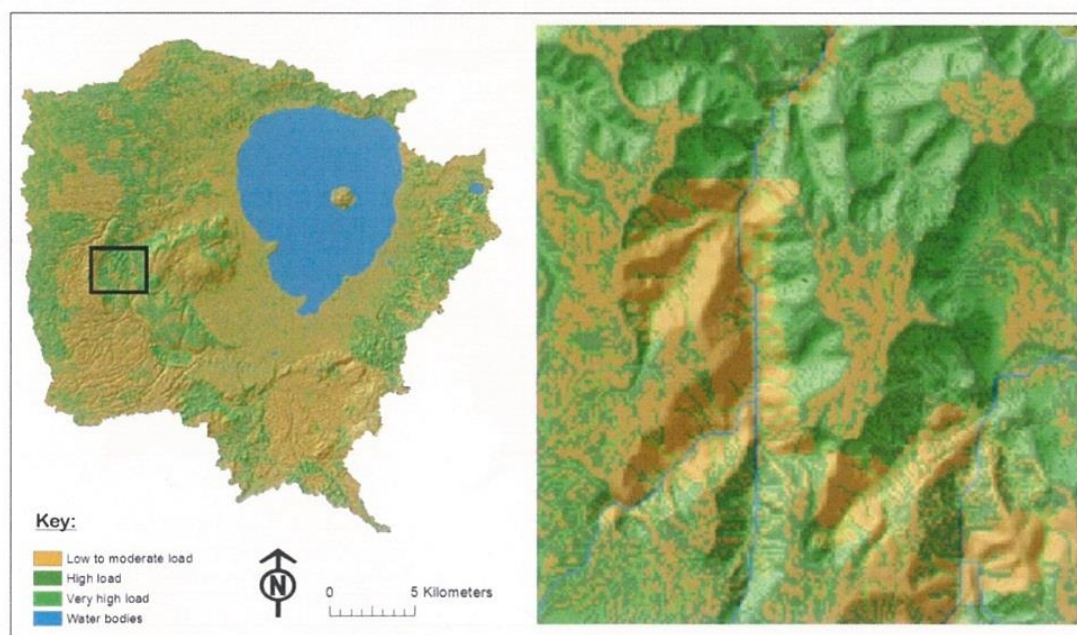 Key:
Low to moderate load
High load
Very high load
Water bodies
N
0 5 Kilometers